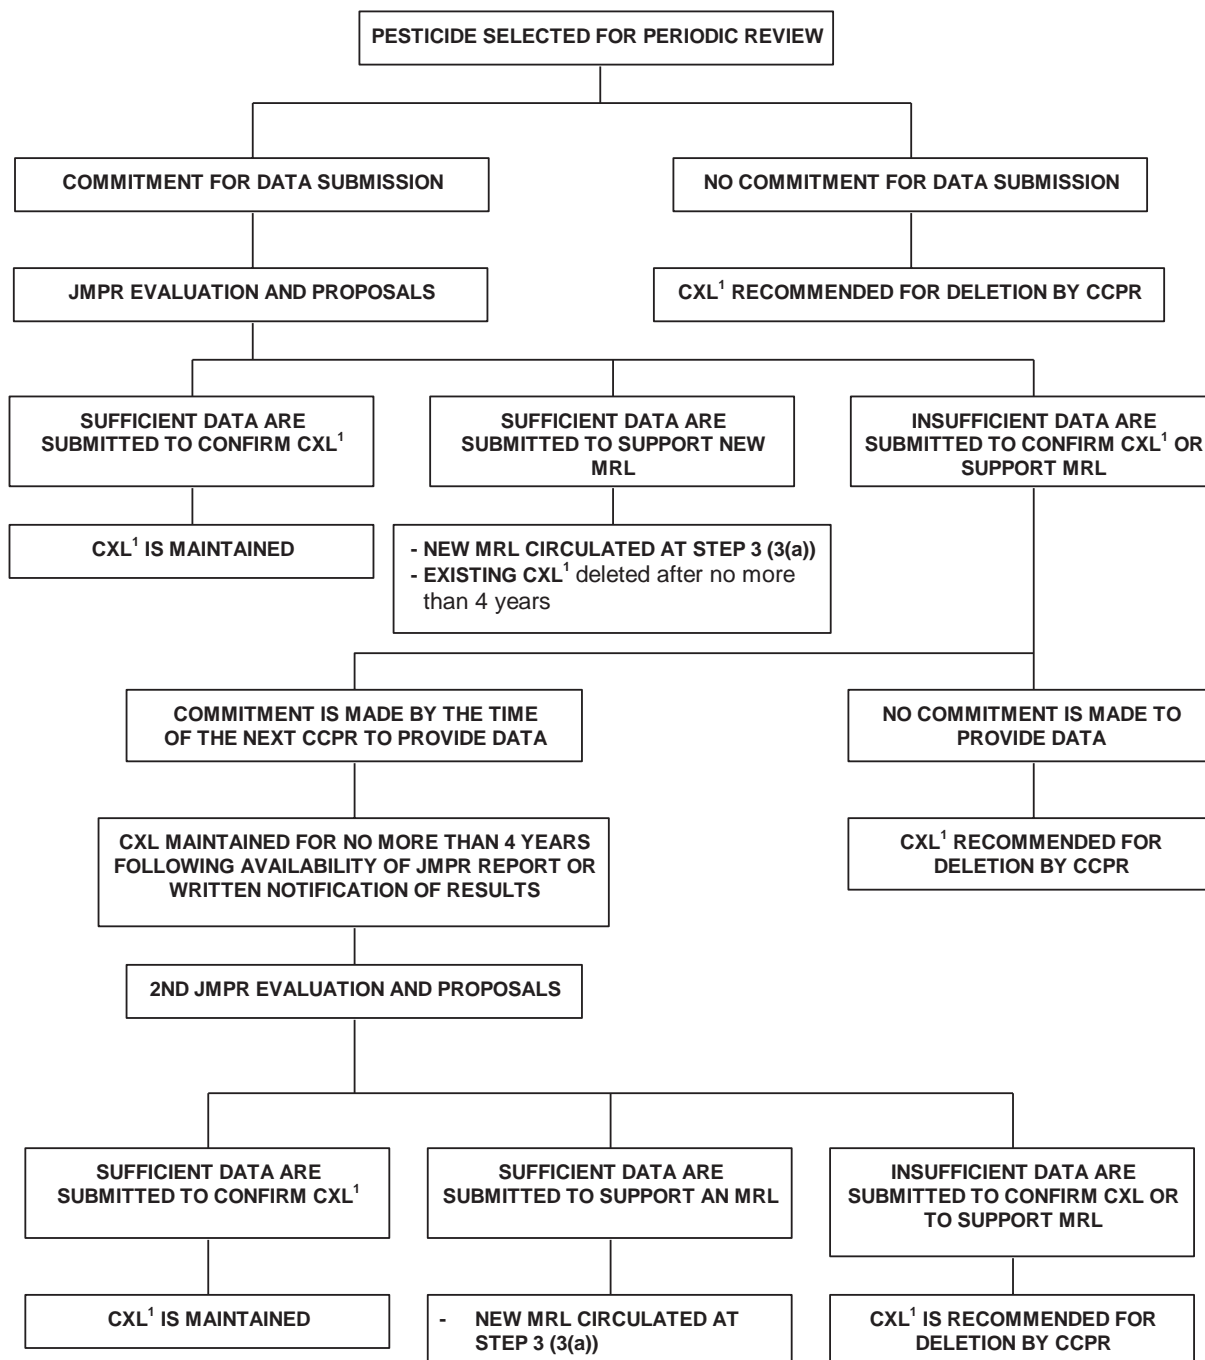 PESTICIDE SELECTED FOR PERIODIC REVIEW
COMMITMENT FOR DATA SUBMISSION
NO COMMITMENT FOR DATA SUBMISSION
JMPR EVALUATION AND PROPOSALS
CXL¹ RECOMMENDED FOR DELETION BY CCPR
SUFFICIENT DATA ARE
SUBMITTED TO CONFIRM CXL¹
SUFFICIENT DATA ARE
SUBMITTED TO SUPPORT NEW
MRL
INSUFFICIENT DATA ARE
SUBMITTED TO CONFIRM CXL¹ OR
SUPPORT MRL
CXL¹ IS MAINTAINED
- NEW MRL CIRCULATED AT STEP 3 (3(a))
- EXISTING CXL¹ deleted after no more
than 4 years
COMMITMENT IS MADE BY THE TIME
OF THE NEXT CCPR TO PROVIDE DATA
NO COMMITMENT IS MADE TO
PROVIDE DATA
CXL MAINTAINED FOR NO MORE THAN 4 YEARS
FOLLOWING AVAILABILITY OF JMPR REPORT OR
WRITTEN NOTIFICATION OF RESULTS
CXL¹ RECOMMENDED FOR
DELETION BY CCPR
2ND JMPR EVALUATION AND PROPOSALS
SUFFICIENT DATA ARE
SUBMITTED TO CONFIRM CXL¹
SUFFICIENT DATA ARE
SUBMITTED TO SUPPORT AN MRL
INSUFFICIENT DATA ARE
SUBMITTED TO CONFIRM CXL OR
TO SUPPORT MRL
CXL¹ IS MAINTAINED
- NEW MRL CIRCULATED AT
STEP 3 (3(a))
CXL¹ IS RECOMMENDED FOR
DELETION BY CCPR